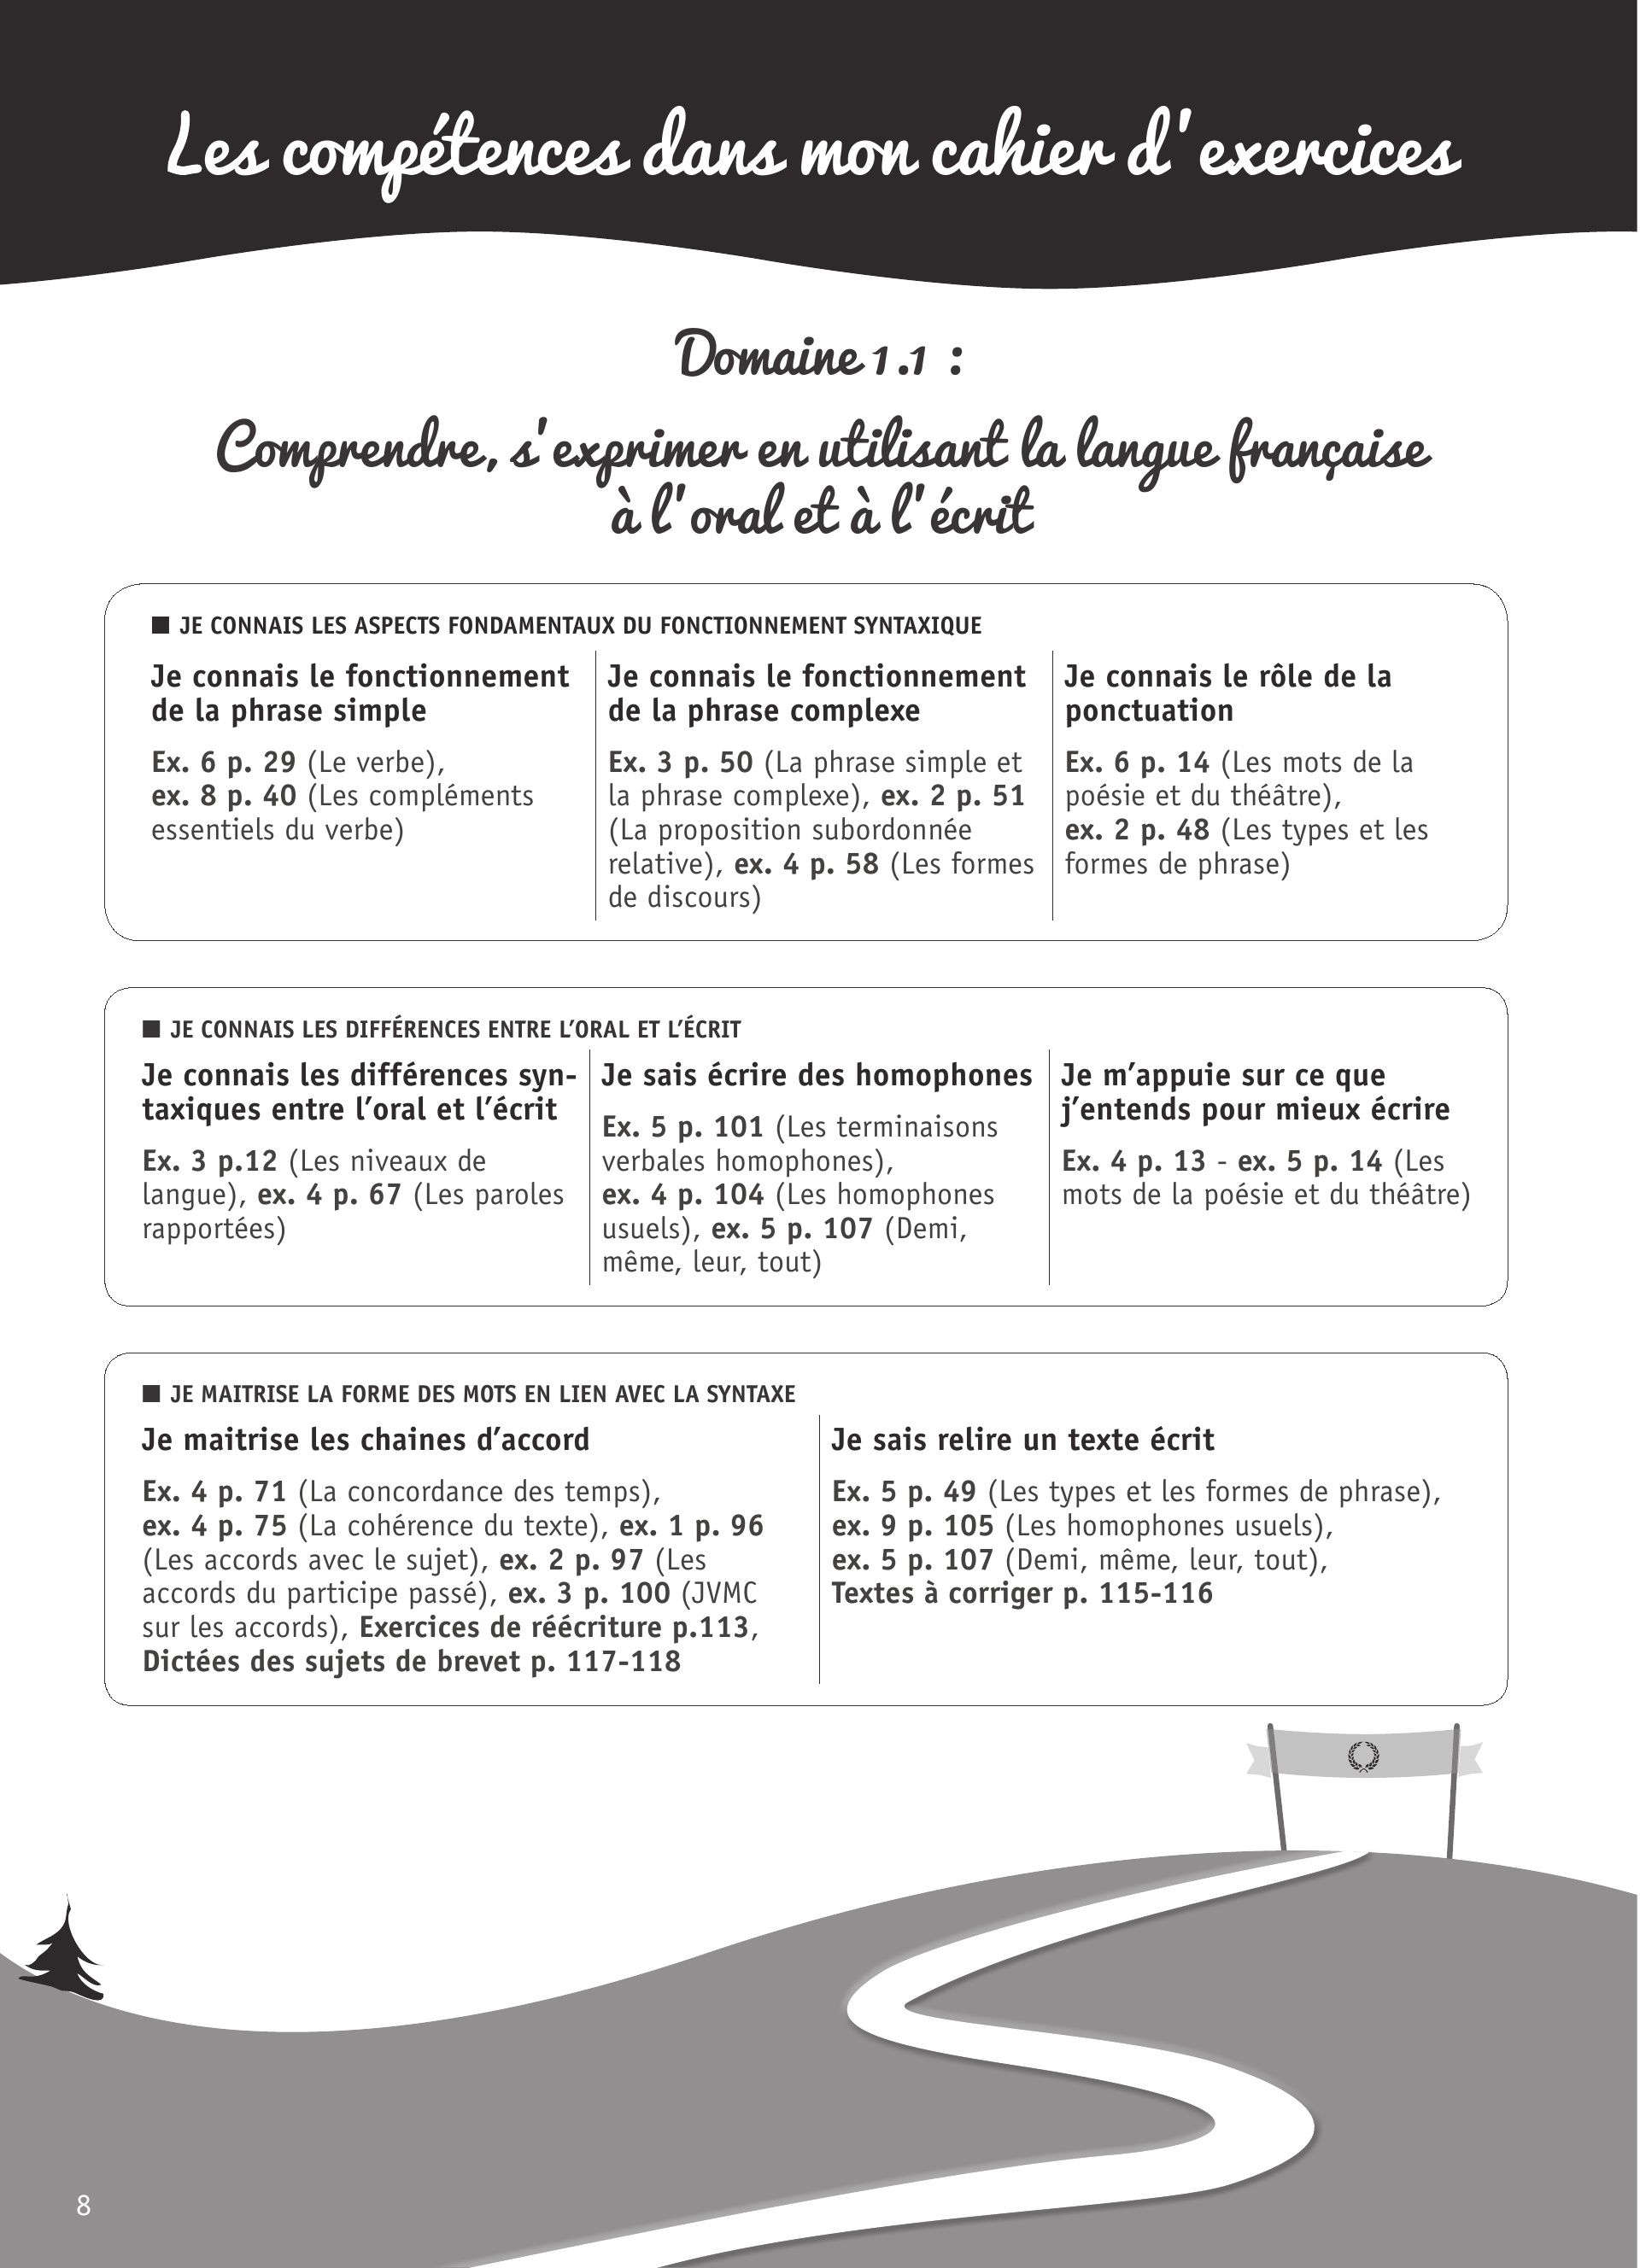 Les compétences dans mon cahier d'exercices
Domaine 1.1 :
Comprendre, s'exprimer en utilisant la langue française
à l'oral et à l'écrit
■ JE CONNAIS LES ASPECTS FONDAMENTAUX DU FONCTIONNEMENT SYNTAXIQUE
Je connais le fonctionnement
de la phrase simple
Ex. 6 p. 29 (Le verbe),
ex. 8 p. 40 (Les compléments
essentiels du verbe)
Je connais le fonctionnement
de la phrase complexe
Ex. 3 p. 50 (La phrase simple et
la phrase complexe), ex. 2 p. 51
(La proposition subordonnée
relative), ex. 4 p. 58 (Les formes
de discours)
Je connais le rôle de la
ponctuation
Ex. 6 p. 14 (Les mots de la
poésie et du théâtre),
ex. 2 p. 48 (Les types et les
formes de phrase)
■ JE CONNAIS LES DIFFÉRENCES ENTRE L'ORAL ET L'ÉCRIT
Je connais les différences syn-
taxiques entre l'oral et l'écrit
Ex. 3 p.12 (Les niveaux de
langue), ex. 4 p. 67 (Les paroles
rapportées)
Je sais écrire des homophones
Ex. 5 p. 101 (Les terminaisons
verbales homophones),
ex. 4 p. 104 (Les homophones
usuels), ex. 5 p. 107 (Demi,
même, leur, tout)
Je m'appuie sur ce que
j'entends pour mieux écrire
Ex. 4 p. 13 - ex. 5 p. 14 (Les
mots de la poésie et du théâtre)
■ JE MAITRISE LA FORME DES MOTS EN LIEN AVEC LA SYNTAXE
Je maitrise les chaines d'accord
Ex. 4 p. 71 (La concordance des temps),
ex. 4 p. 75 (La cohérence du texte), ex. 1 p. 96
(Les accords avec le sujet), ex. 2 p. 97 (Les
accords du participe passé), ex. 3 p. 100 (JVMC
sur les accords), Exercices de réécriture p.113,
Dictées des sujets de brevet p. 117-118
Je sais relire un texte écrit
Ex. 5 p. 49 (Les types et les formes de phrase),
ex. 9 p. 105 (Les homophones usuels),
ex. 5 p. 107 (Demi, même, leur, tout),
Textes à corriger p. 115-116
8